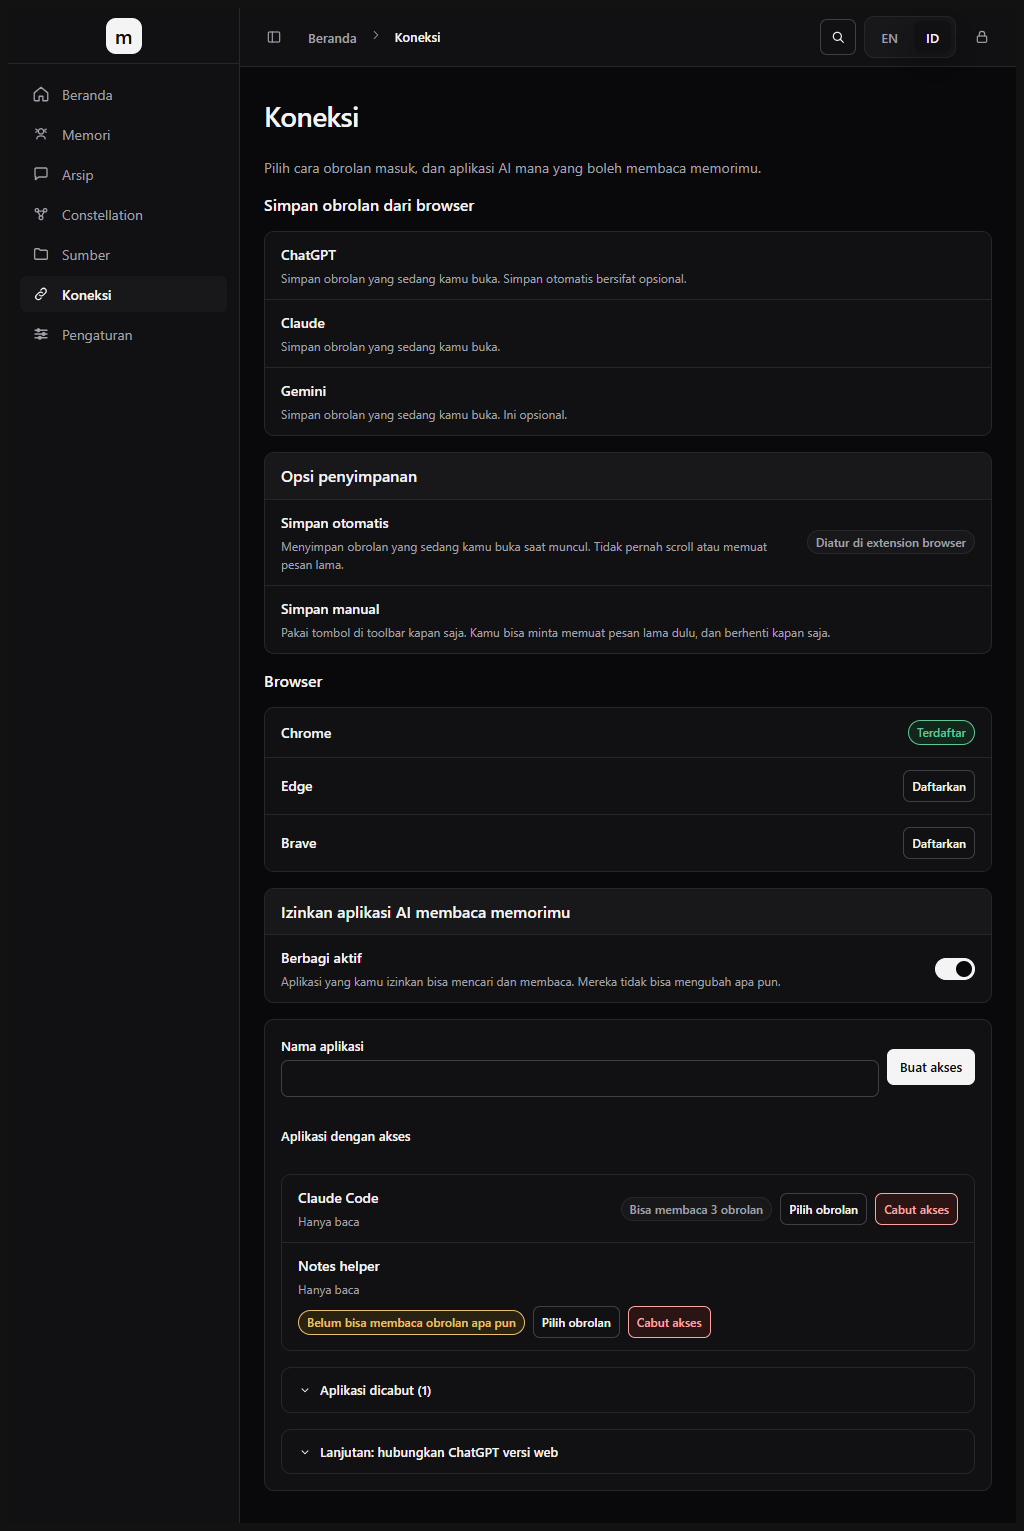 m
Beranda
Koneksi
EN
ID
Beranda
Memori
Arsip
Constellation
Sumber
Koneksi
Pengaturan
Koneksi
Pilih cara obrolan masuk, dan aplikasi AI mana yang boleh membaca memorimu.
Simpan obrolan dari browser
ChatGPT
Simpan obrolan yang sedang kamu buka. Simpan otomatis bersifat opsional.
Claude
Simpan obrolan yang sedang kamu buka.
Gemini
Simpan obrolan yang sedang kamu buka. Ini opsional.
Opsi penyimpanan
Simpan otomatis
Menyimpan obrolan yang sedang kamu buka saat muncul. Tidak pernah scroll atau memuat
pesan lama.
Diatur di extension browser
Simpan manual
Pakai tombol di toolbar kapan saja. Kamu bisa minta memuat pesan lama dulu, dan berhenti kapan saja.
Browser
Chrome
Terdaftar
Edge
Daftarkan
Brave
Daftarkan
Izinkan aplikasi AI membaca memorimu
Berbagi aktif
Aplikasi yang kamu izinkan bisa mencari dan membaca. Mereka tidak bisa mengubah apa pun.
Nama aplikasi
Buat akses
Aplikasi dengan akses
Claude Code
Hanya baca
Bisa membaca 3 obrolan
Pilih obrolan
Cabut akses
Notes helper
Hanya baca
Belum bisa membaca obrolan apa pun
Pilih obrolan
Cabut akses
Aplikasi dicabut (1)
Lanjutan: hubungkan ChatGPT versi web